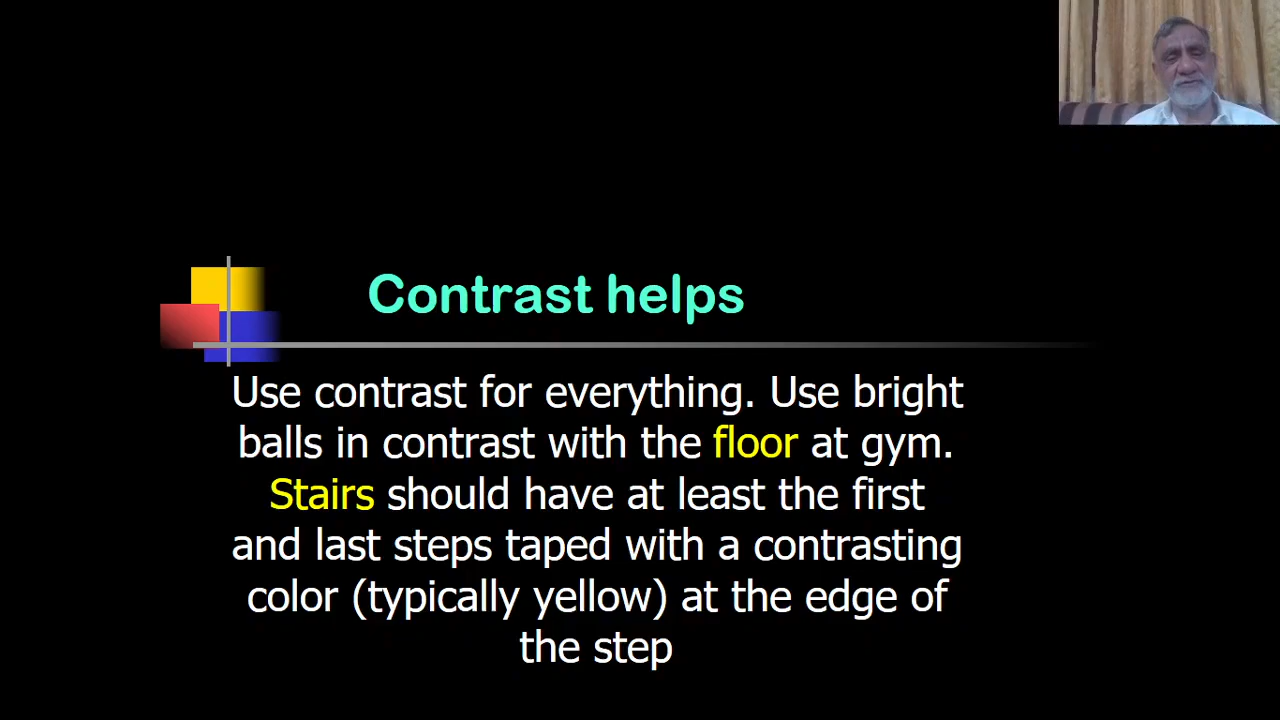 Contrast helps
Use contrast for everything. Use bright
balls in contrast with the floor at gym.
Stairs should have at least the first
and last steps taped with a contrasting
color (typically yellow) at the edge of
the step